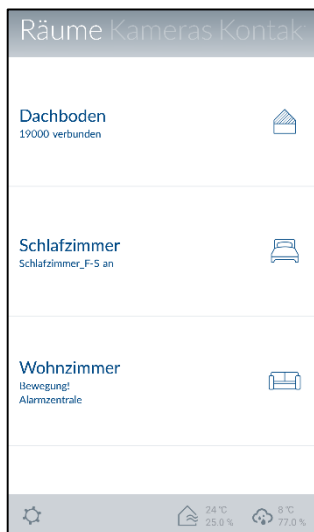 Räume Kameras Kontak
Dachboden
19000 verbunden
Schlafzimmer
Schlafzimmer_F-S an
Wohnzimmer
Bewegung!
Alarmzentrale
24 °C 8 °C
25.0 % 77.0 %